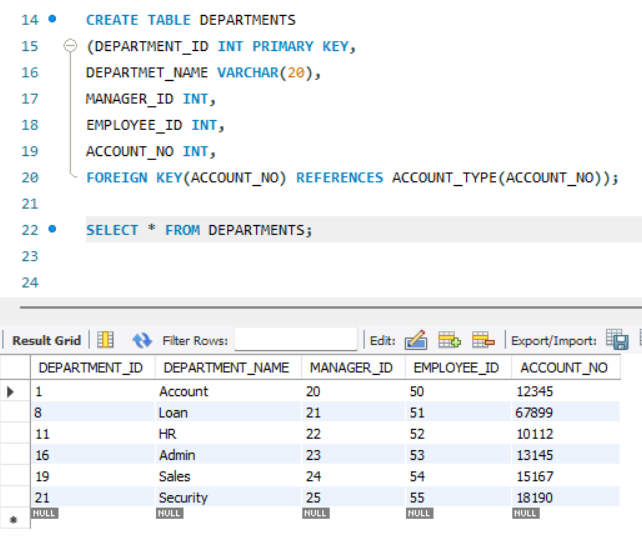 14 CREATE TABLE DEPARTMENTS
15 (DEPARTMENT_ID INT PRIMARY KEY,
16 DEPARTMET_NAME VARCHAR(20),
17 MANAGER_ID INT,
18 EMPLOYEE_ID INT,
19 ACCOUNT_NO INT,
20 FOREIGN KEY(ACCOUNT_NO) REFERENCES ACCOUNT_TYPE(ACCOUNT_NO));
21
22 SELECT * FROM DEPARTMENTS;
23
24
Result Grid Filter Rows: Edit: Export/Import:
DEPARTMENT_ID DEPARTMENT_NAME MANAGER_ID EMPLOYEE_ID ACCOUNT_NO
1 Account 20 50 12345
8 Loan 21 51 67899
11 HR 22 52 10112
16 Admin 23 53 13145
19 Sales 24 54 15167
21 Security 25 55 18190
NULL NULL NULL NULL NULL